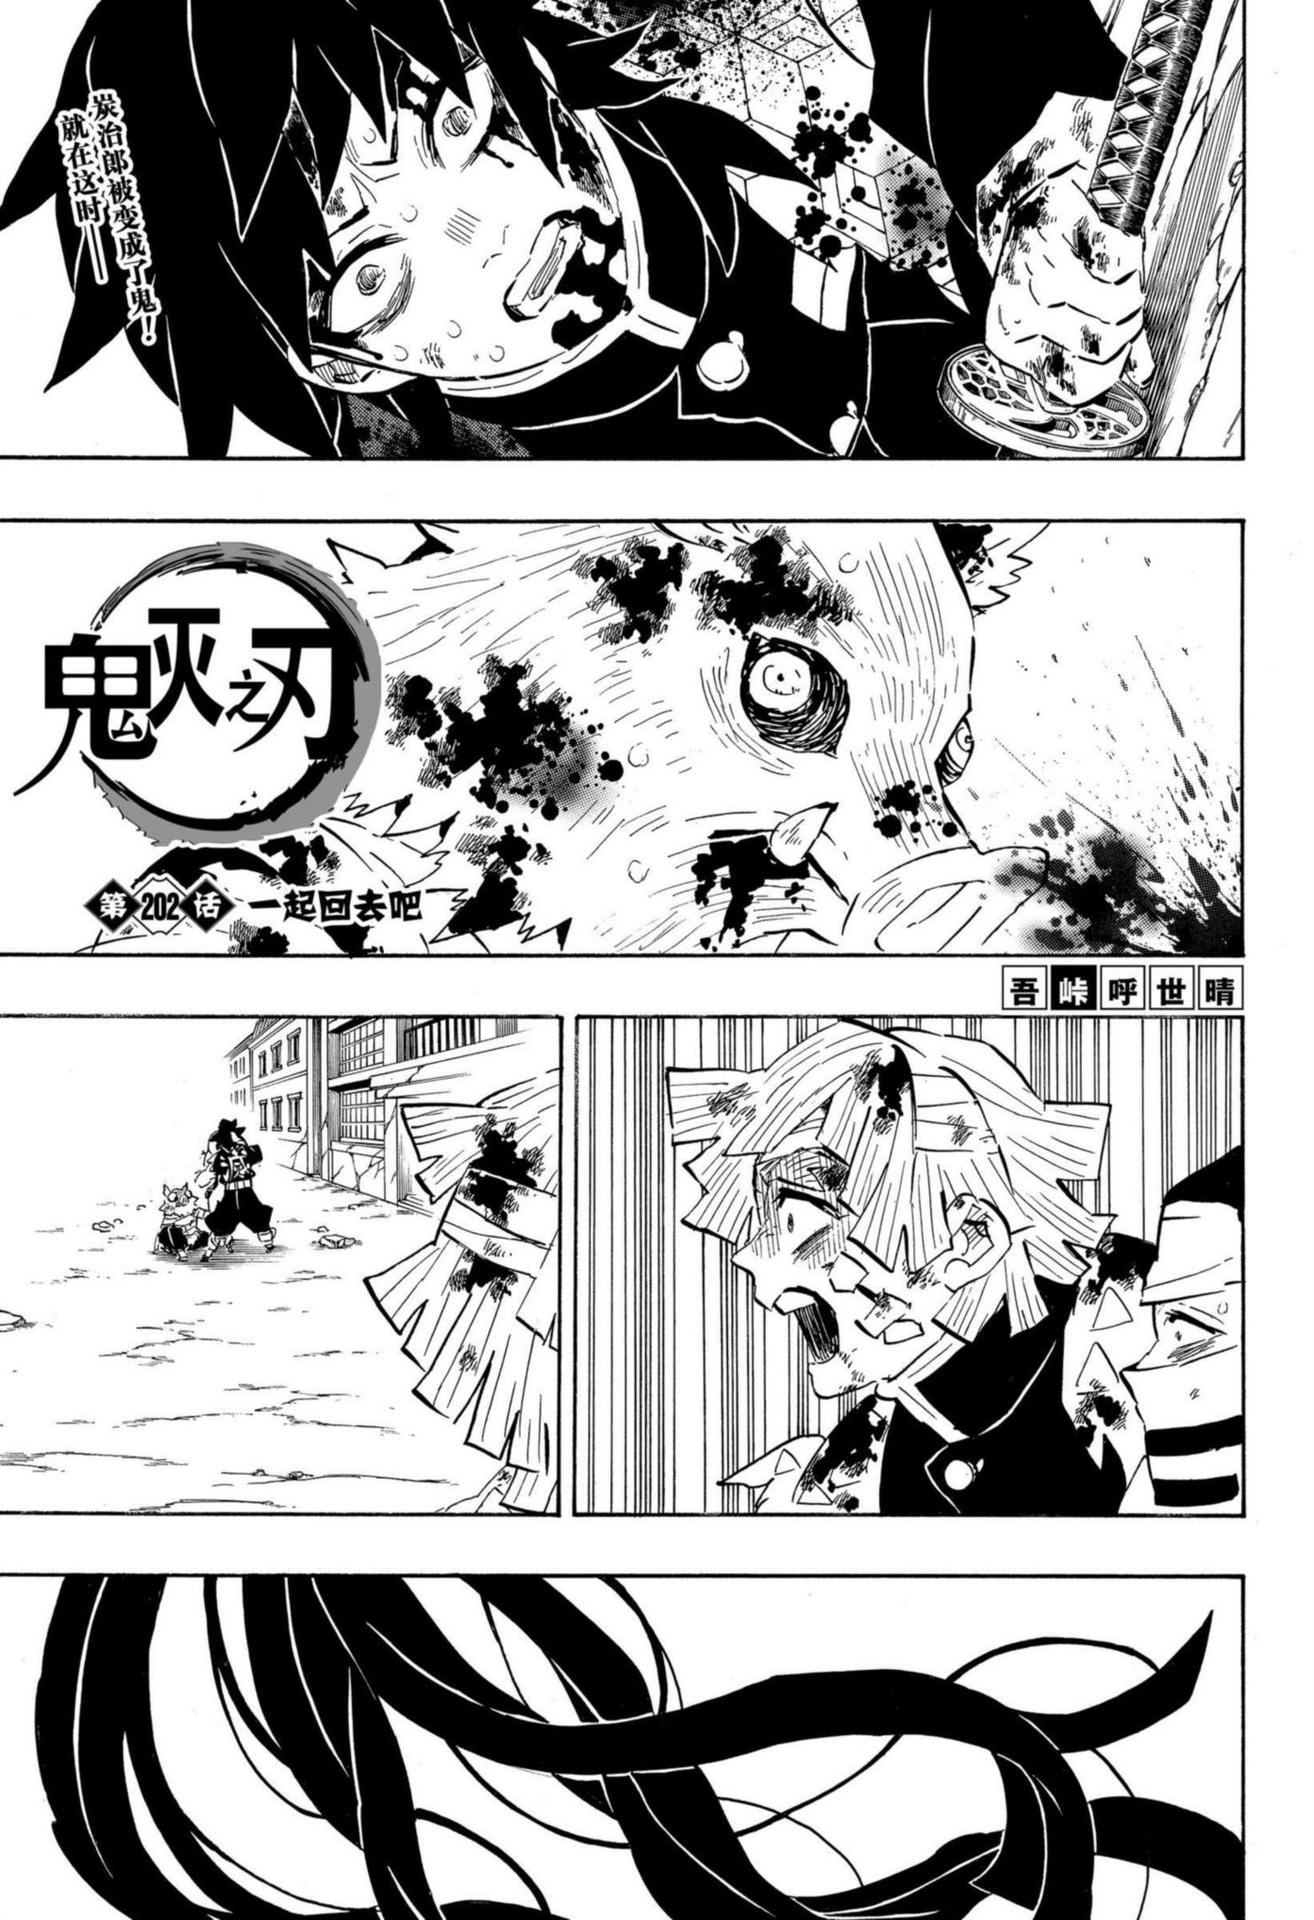 炭治郎被变成了鬼！
就在这时——
鬼灭之刃
第202话 一起回去吧
吾峠呼世晴